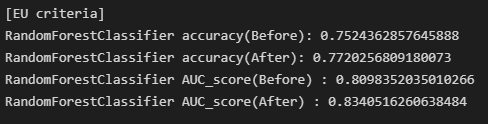 [EU criteria]
RandomForestClassifier accuracy(Before): 0.7524362857645888
RandomForestClassifier accuracy(After): 0.7720256809180073
RandomForestClassifier AUC_score(Before) : 0.8098352035010266
RandomForestClassifier AUC_score(After) : 0.8340516260638484